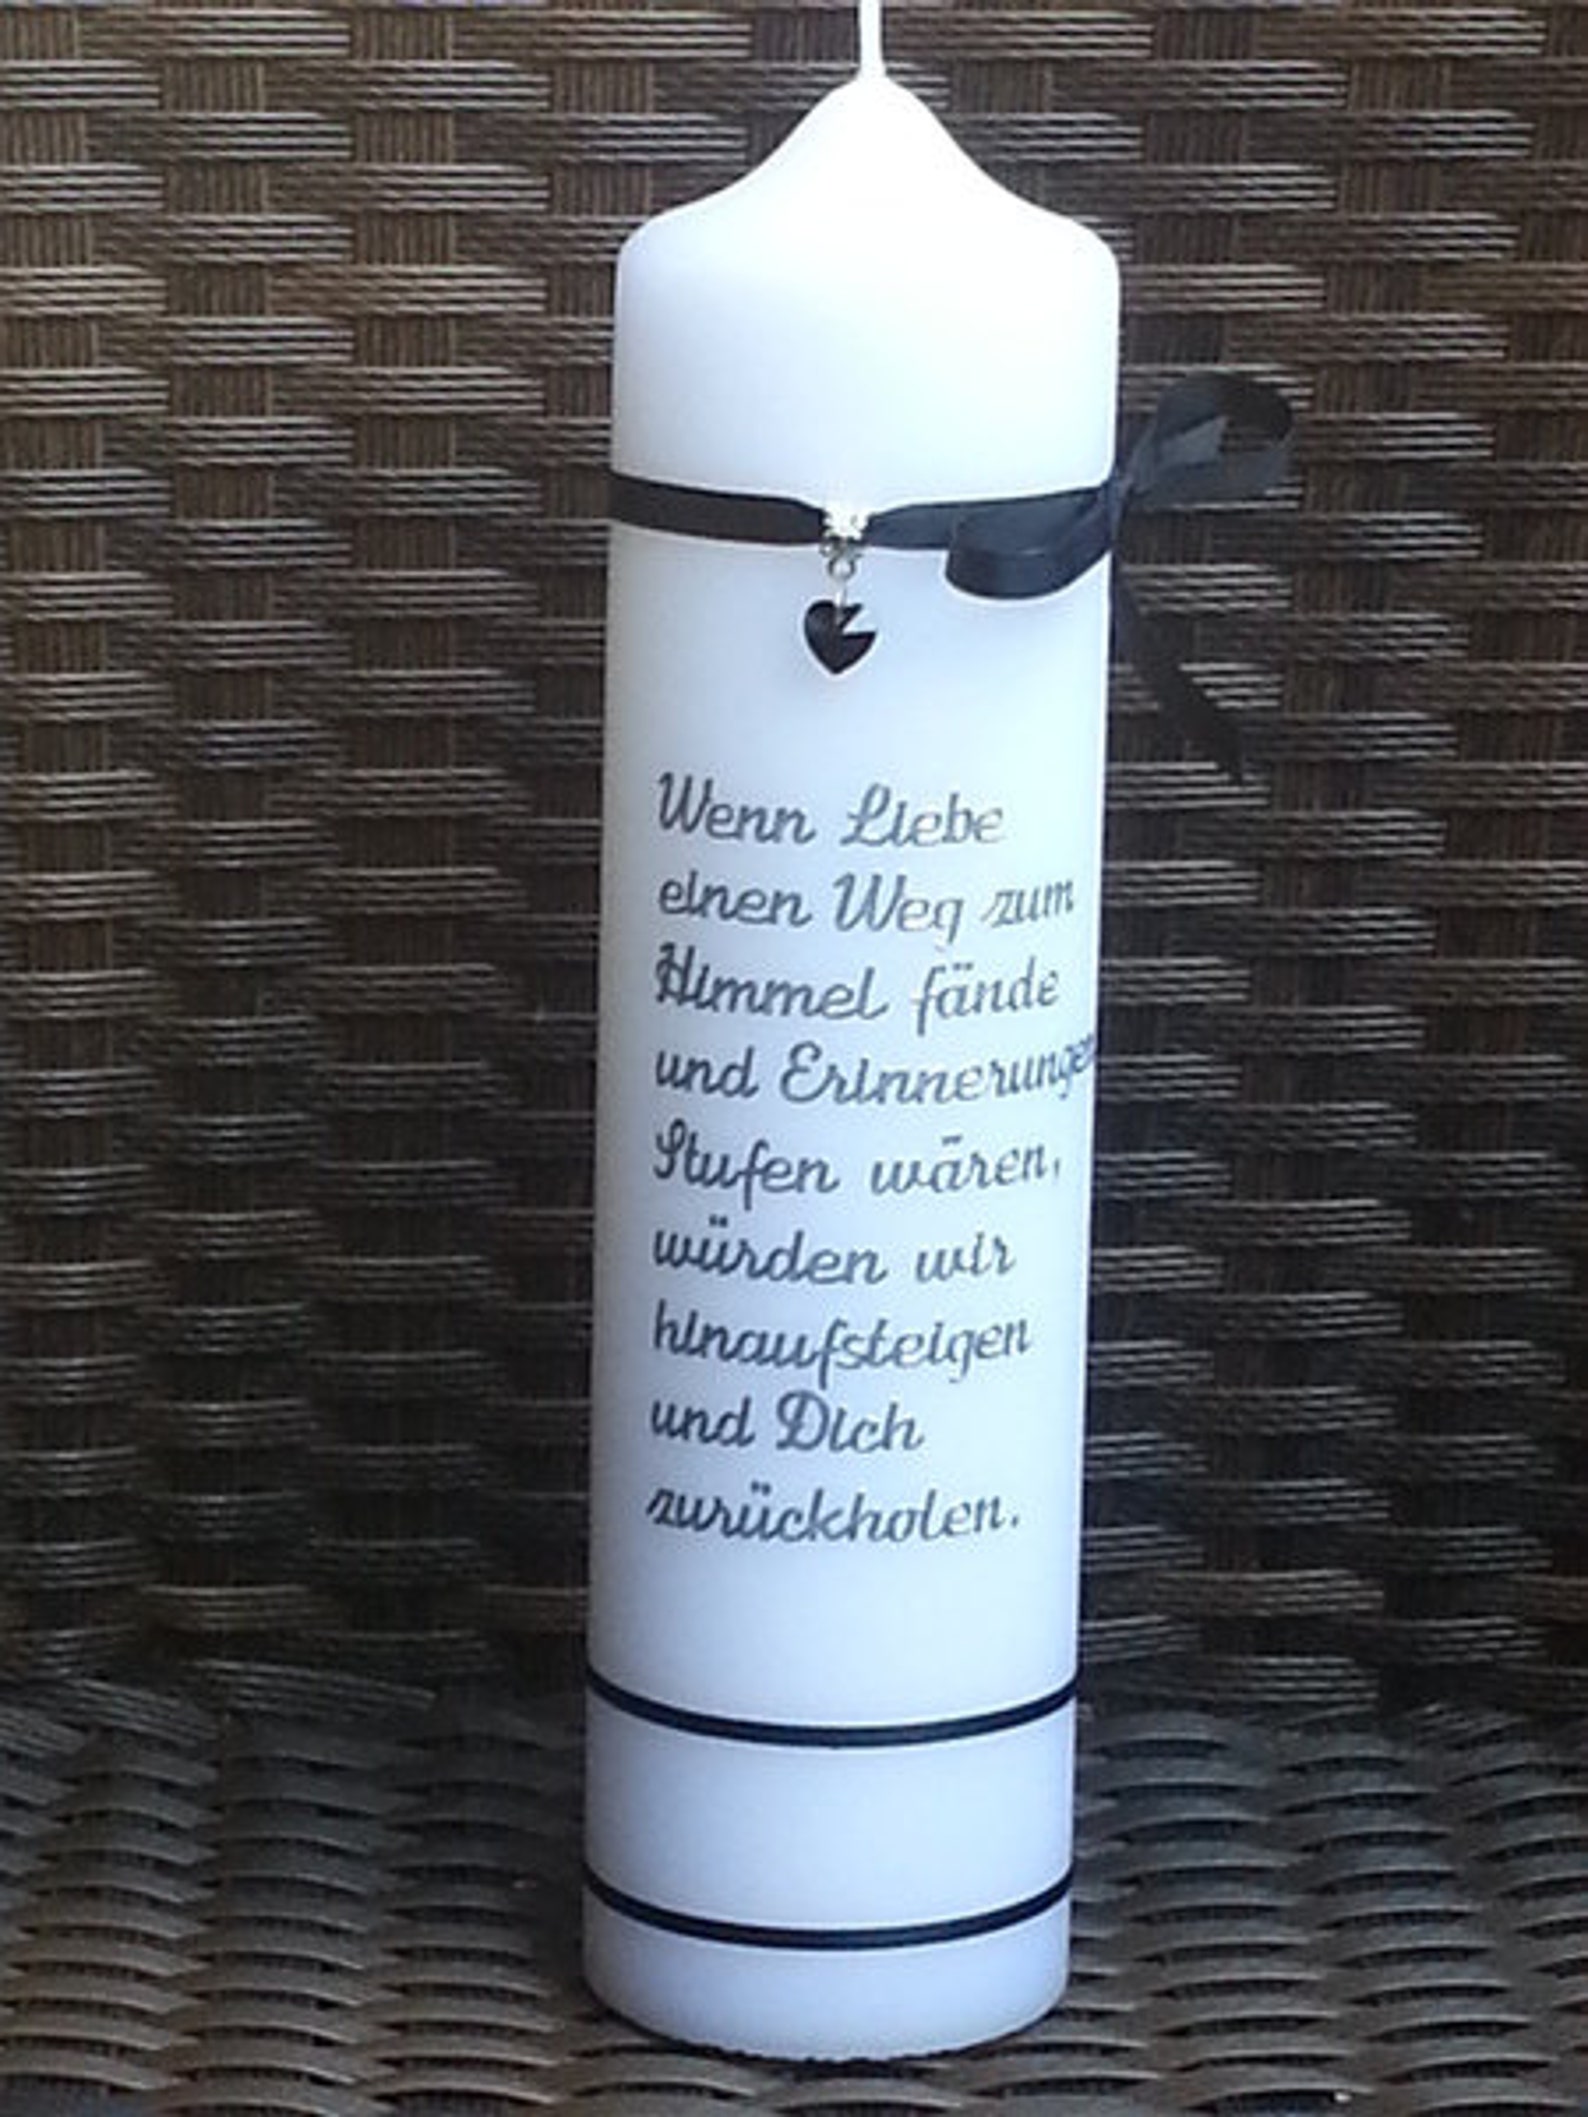 Wenn Liebe
einen Weg zum
Himmel fände
und Erinnerungen
Stufen wären,
würden wir
hinaufsteigen
und Dich
zurückholen.